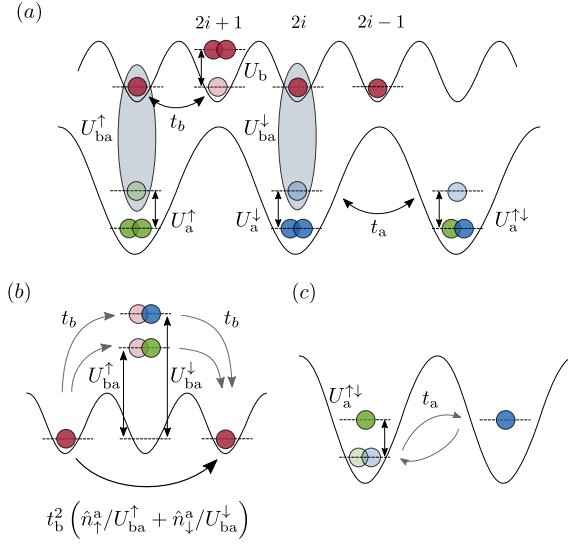 (a)
2i + 1
2i
2i − 1
U_b
U_ba^↑
t_b
U_ba^↓
U_a^↑
U_a^↓
t_a
U_a^↑↓
(b)
t_b
t_b
U_ba^↑
U_ba^↓
t_b^2 (n̂_↑^a/U_ba^↑ + n̂_↓^a/U_ba^↓)
(c)
U_a^↑↓
t_a